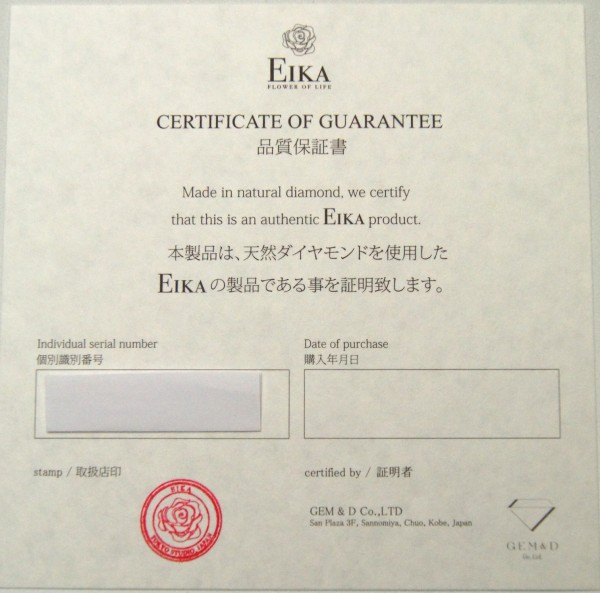 EIKA
FLOWER OF LIFE
CERTIFICATE OF GUARANTEE
品質保証書
Made in natural diamond, we certify
that this is an authentic EIKA product.
本製品は、天然ダイヤモンドを使用した
EIKAの製品である事を証明致します。
Individual serial number
個別識別番号
Date of purchase
購入年月日
stamp / 取扱店印
EIKA
TOKYO STUDIO JAPAN
certified by / 証明者
GEM & D Co.,LTD
San Plaza 3F, Sannomiya, Chuo, Kobe, Japan
GEM&D
Co.,Ltd.